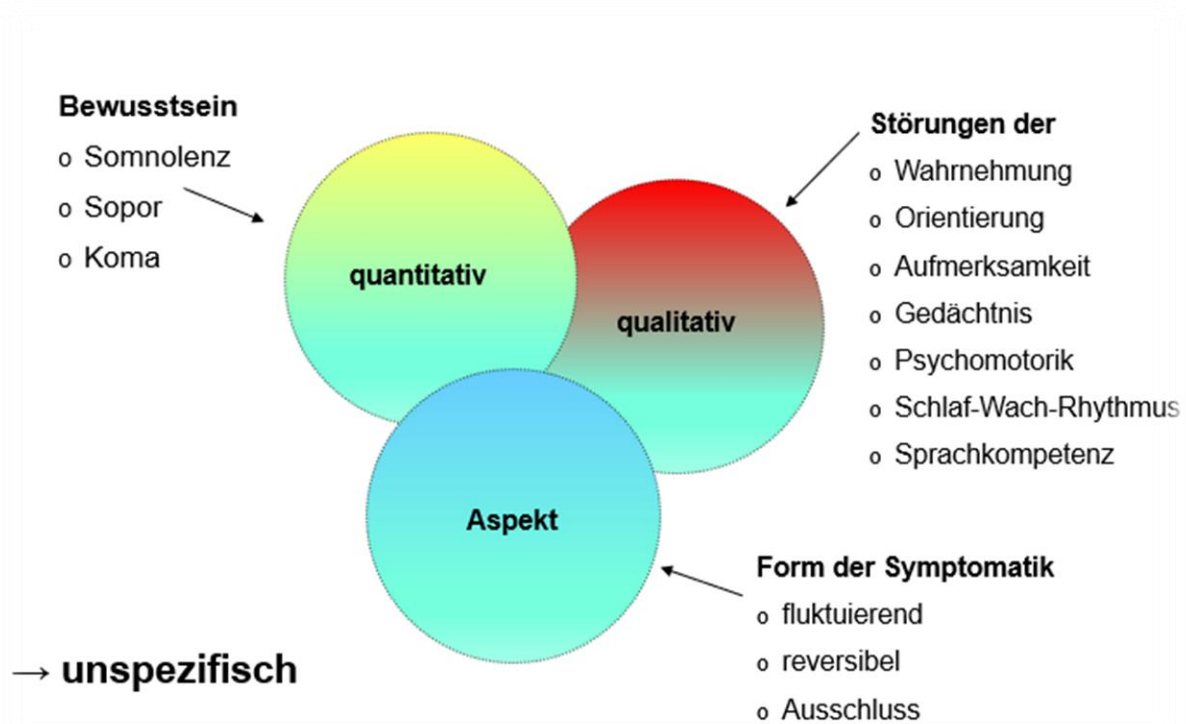 Bewusstsein
o Somnolenz
o Sopor
o Koma
quantitativ
qualitativ
Aspekt
Störungen der
o Wahrnehmung
o Orientierung
o Aufmerksamkeit
o Gedächtnis
o Psychomotorik
o Schlaf-Wach-Rhythmus
o Sprachkompetenz
Form der Symptomatik
o fluktuierend
o reversibel
o Ausschluss
→ unspezifisch